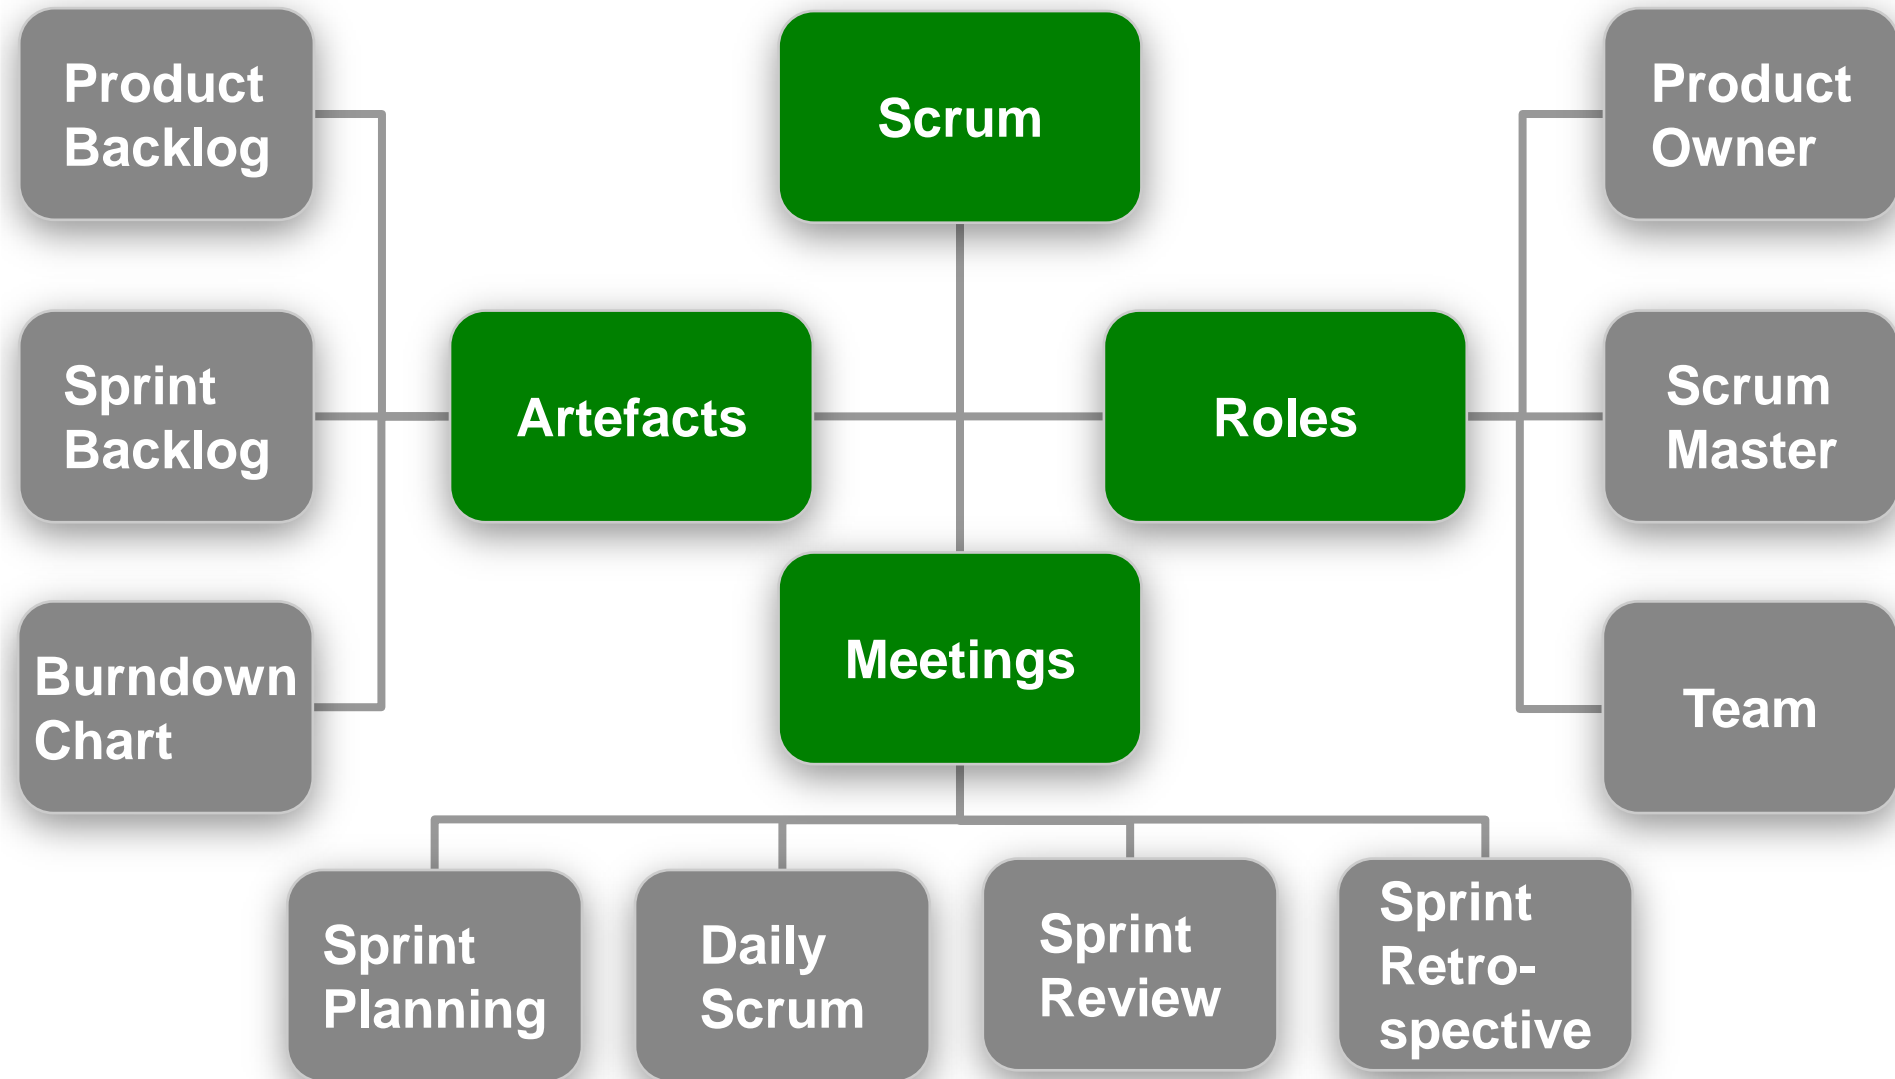 Product
Backlog
Scrum
Product
Owner
Sprint
Backlog
Artefacts
Roles
Scrum
Master
Burndown
Chart
Meetings
Team
Sprint
Planning
Daily
Scrum
Sprint
Review
Sprint
Retro-
spective